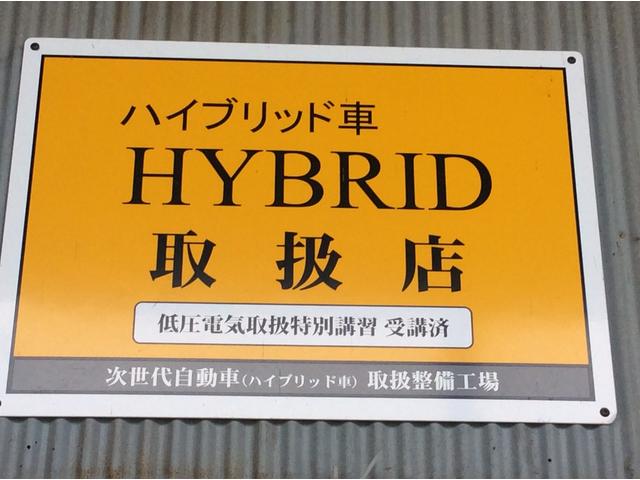 ハイブリッド車
HYBRID
取扱店
低圧電気取扱特別講習 受講済
次世代自動車(ハイブリッド車) 取扱整備工場